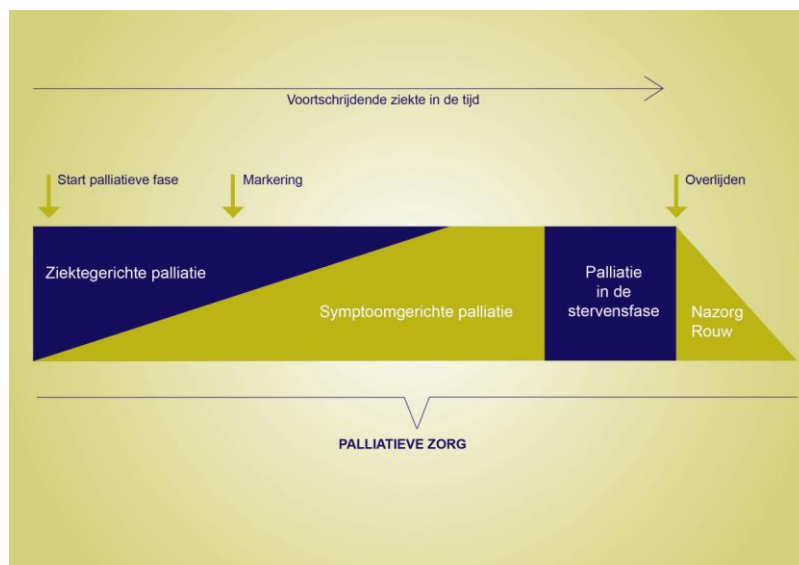 Voortschrijdende ziekte in de tijd
Start palliatieve fase
Markering
Overlijden
Ziektegerichte palliatie
Symptoomgerichte palliatie
Palliatie
in de
stervensfase
Nazorg
Rouw
PALLIATIEVE ZORG